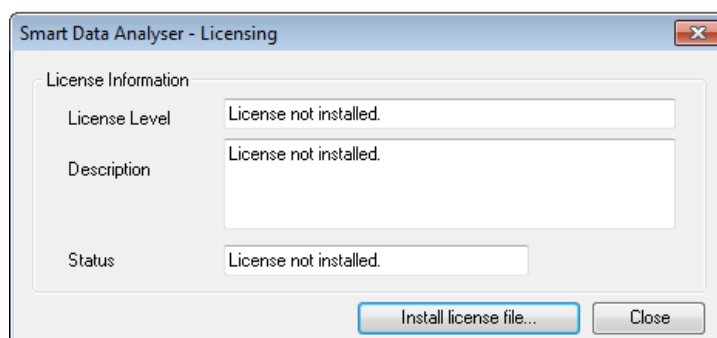 Smart Data Analyser - Licensing
License Information
License Level
License not installed.
Description
License not installed.
Status
License not installed.
Install license file...
Close